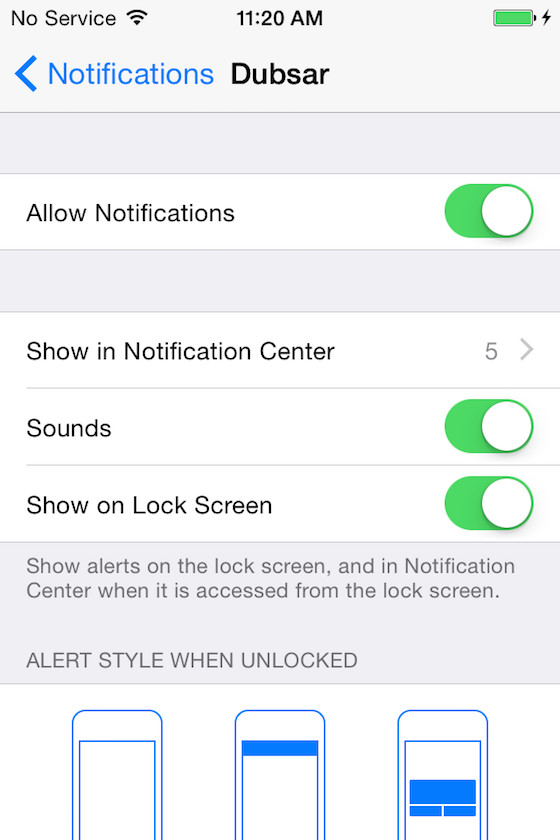 No Service 11:20 AM
Notifications Dubsar
Allow Notifications
Show in Notification Center 5
Sounds
Show on Lock Screen
Show alerts on the lock screen, and in Notification
Center when it is accessed from the lock screen.
ALERT STYLE WHEN UNLOCKED